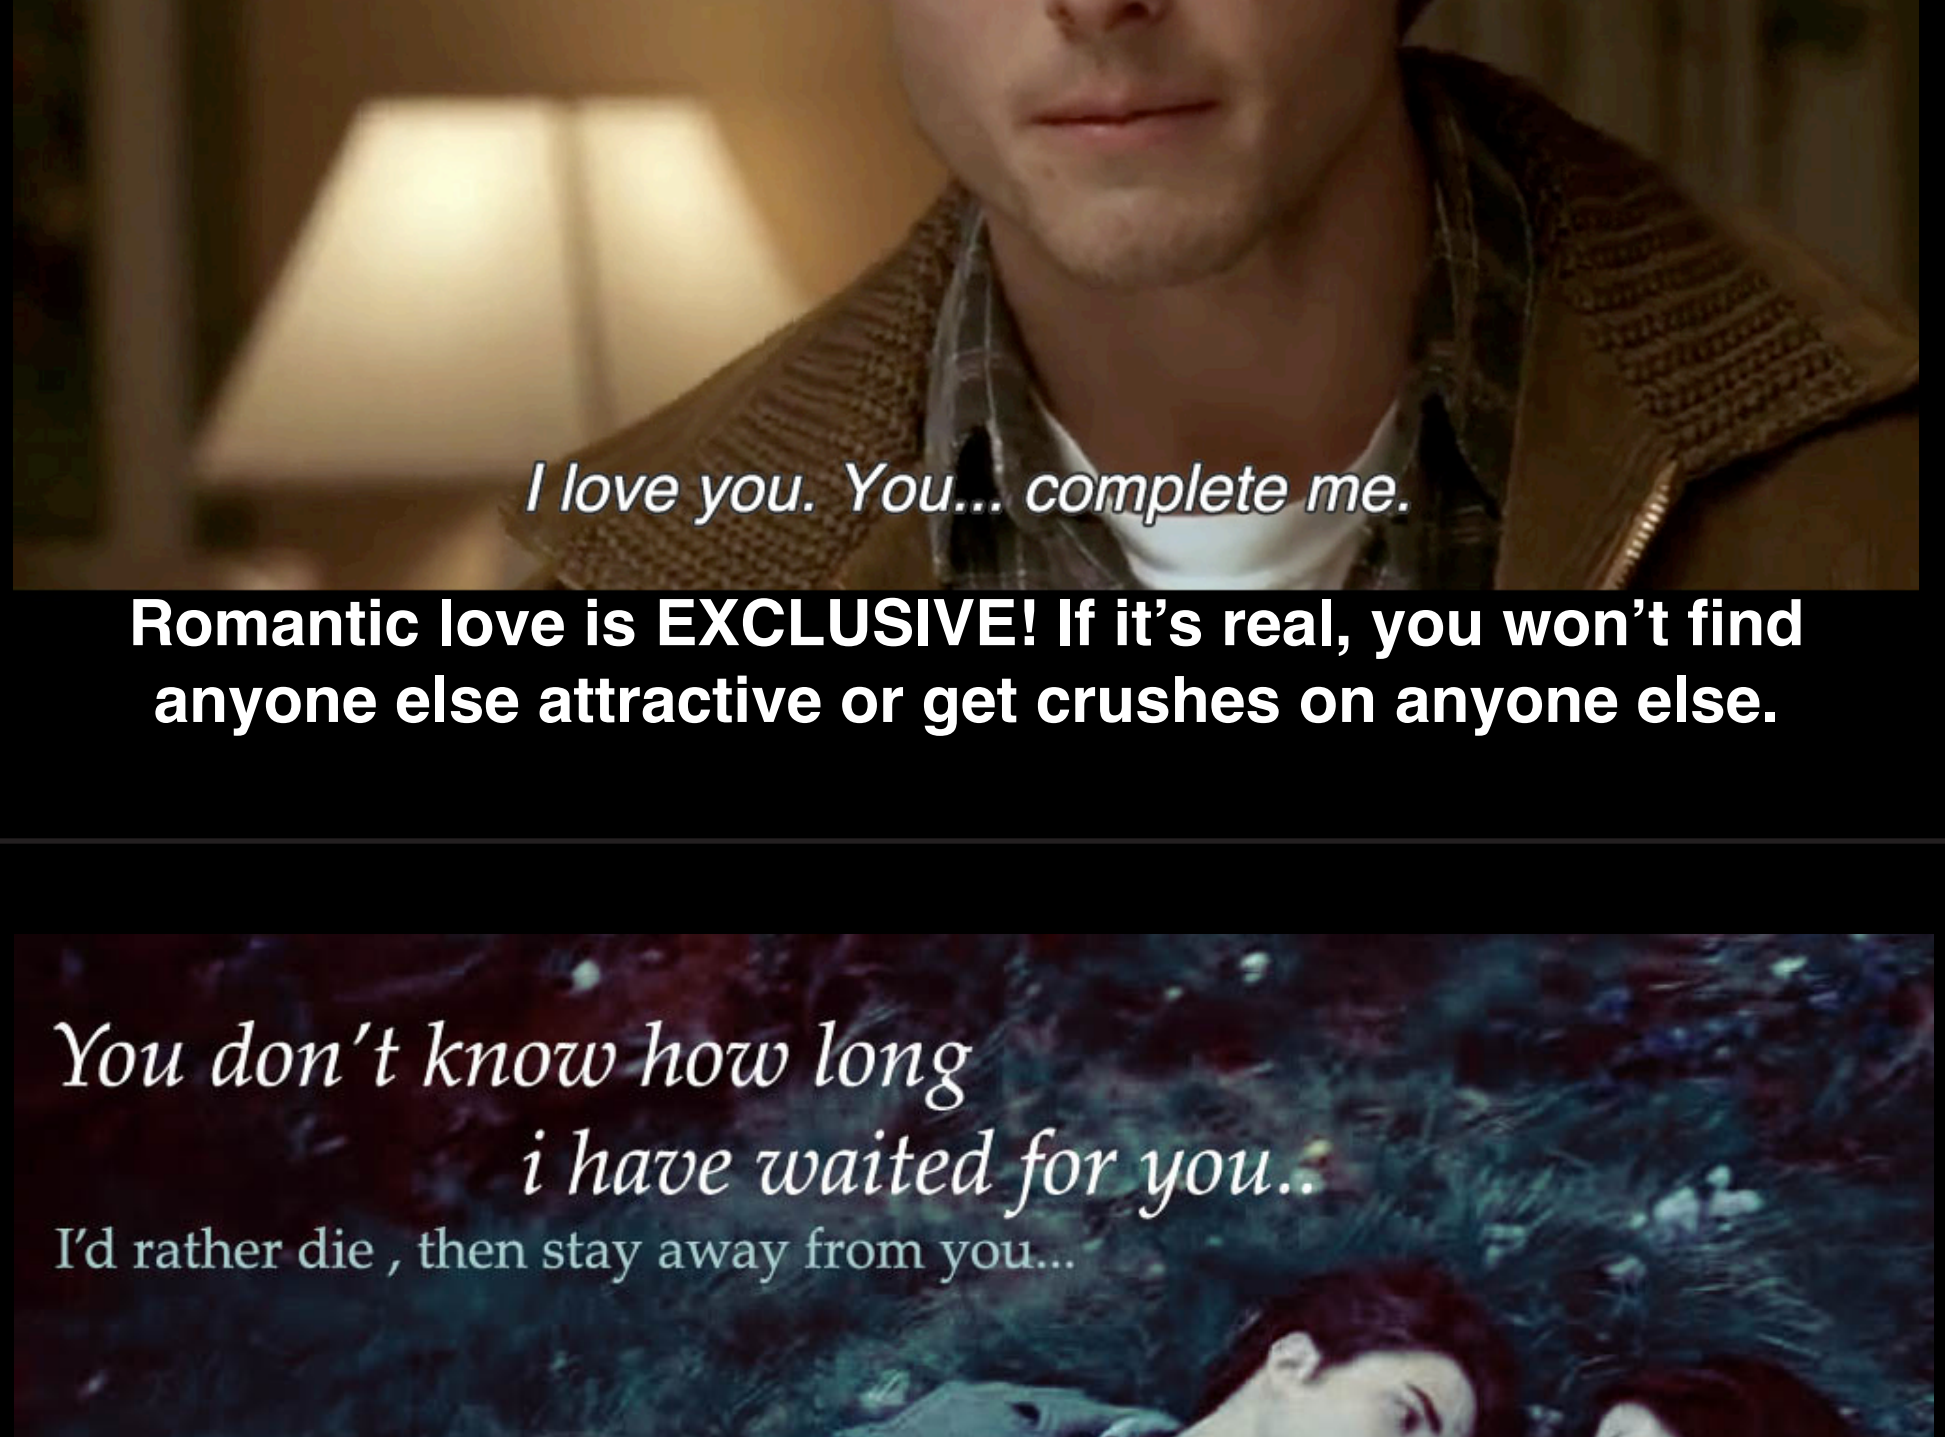 I love you. You... complete me.
Romantic love is EXCLUSIVE! If it’s real, you won’t find
anyone else attractive or get crushes on anyone else.
You don’t know how long
i have waited for you..
I’d rather die , then stay away from you...